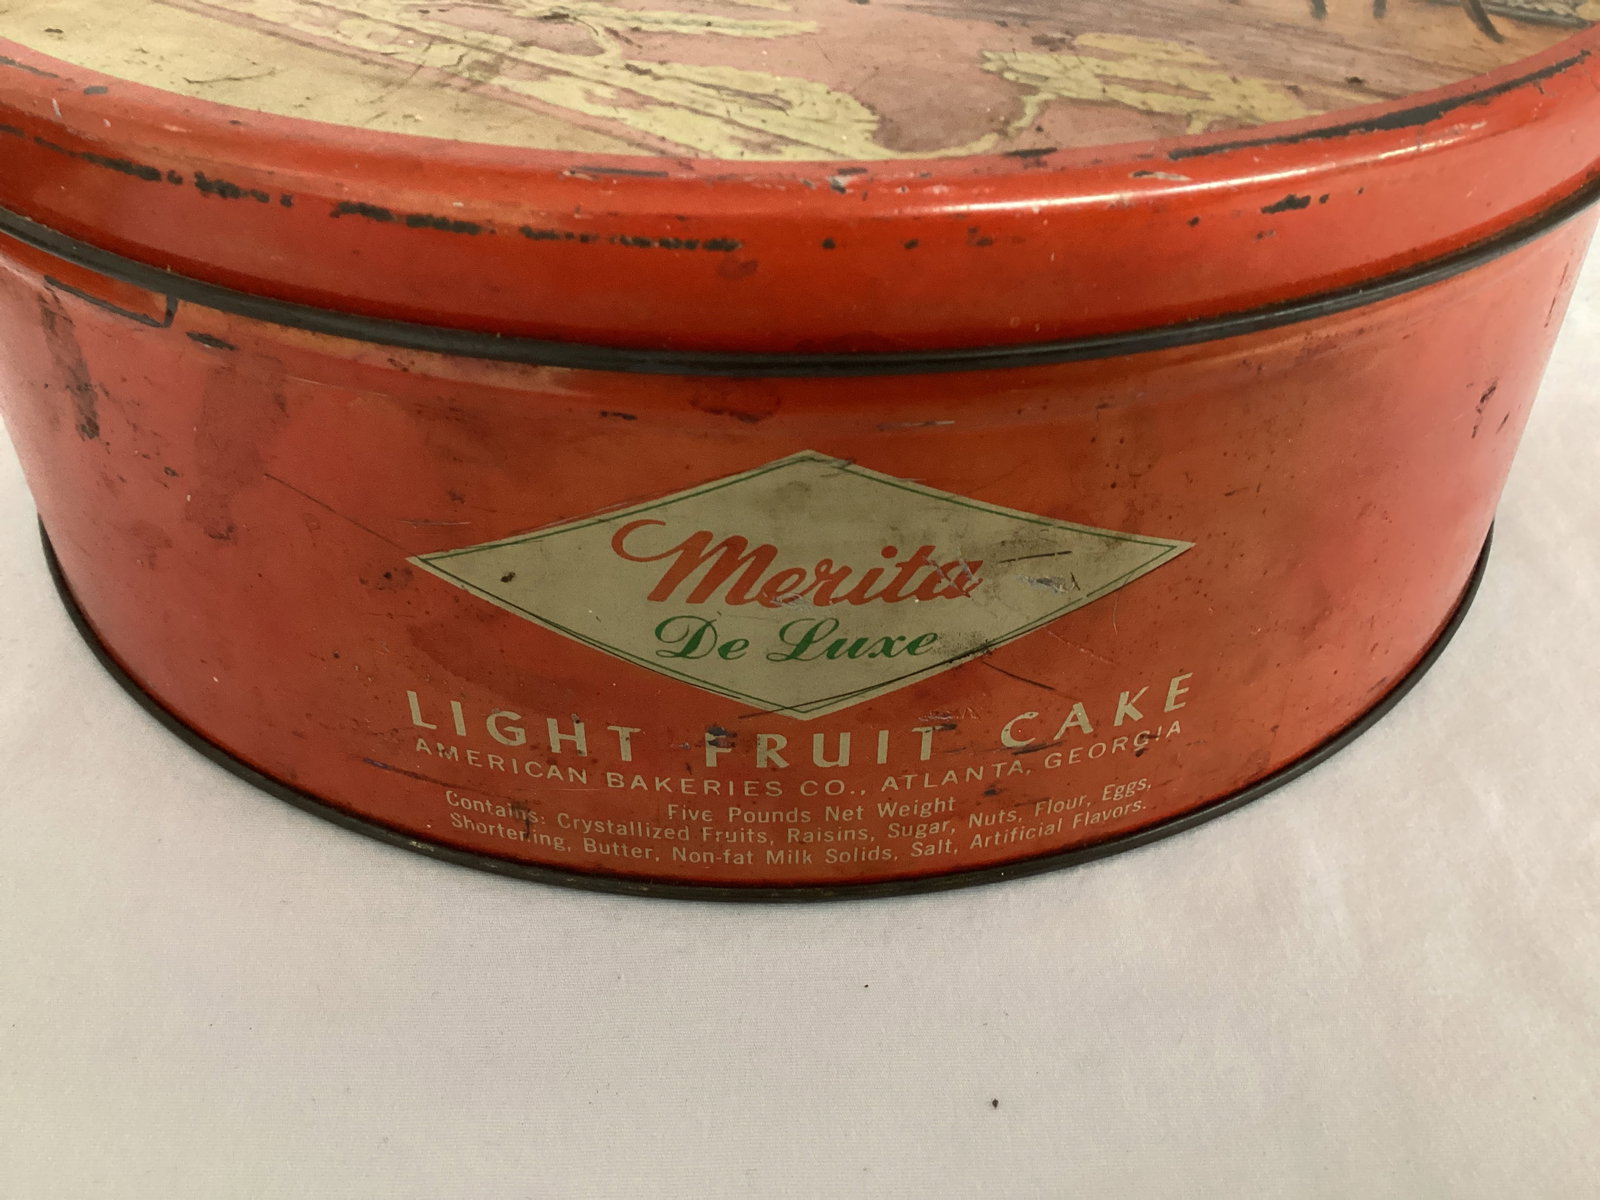 Merita
De Luxe
LIGHT FRUIT CAKE
AMERICAN BAKERIES CO., ATLANTA, GEORGIA
Five Pounds Net Weight
Contains: Crystallized Fruits, Raisins, Sugar, Nuts, Flour, Eggs,
Shortening, Butter, Non-fat Milk Solids, Salt, Artificial Flavors.